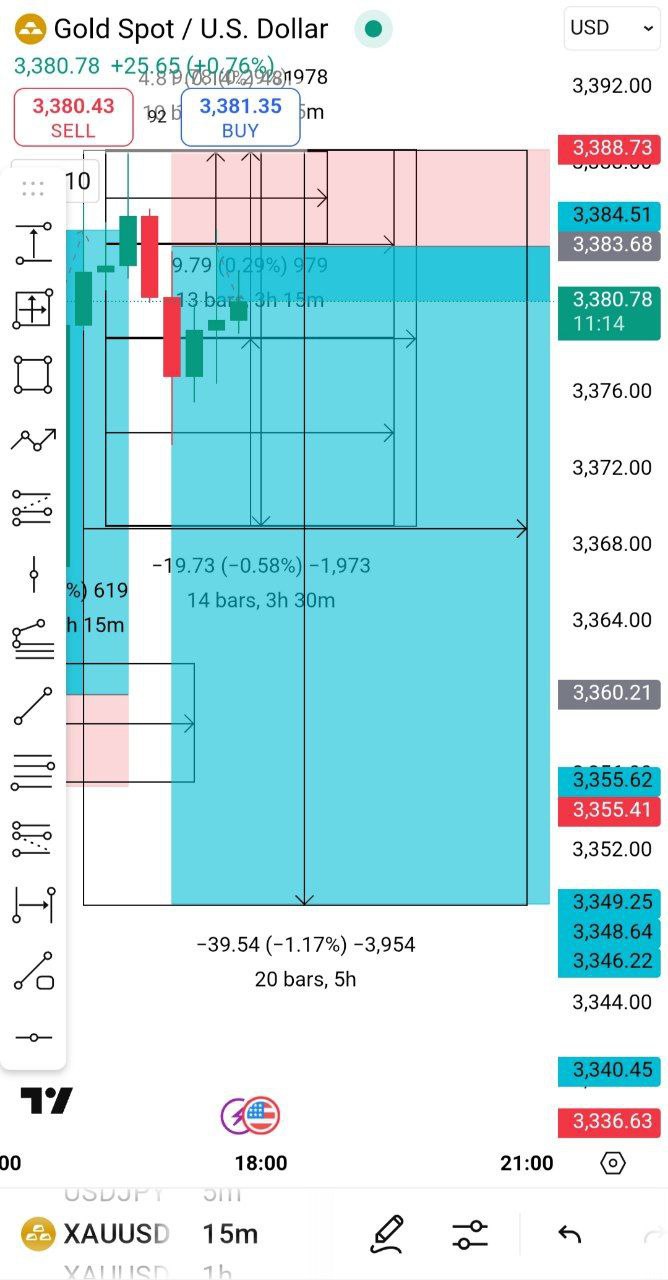 Gold Spot / U.S. Dollar
USD
3,380.78 +25.65 (+0.76%)
1978
3,392.00
3,380.43
SELL
92
3,381.35
BUY
3,388.73
10
3,384.51
3,383.68
9.79 (0.29%) 979
13 bars, 3h 15m
3,380.78
11:14
3,376.00
3,372.00
3,368.00
−19.73 (−0.58%) −1,973
14 bars, 3h 30m
%) 619
h 15m
3,364.00
3,360.21
3,355.62
3,355.41
3,352.00
3,349.25
3,348.64
3,346.22
−39.54 (−1.17%) −3,954
20 bars, 5h
3,344.00
3,340.45
3,336.63
:00
18:00
21:00
USDJPY 5m
XAUUSD 15m
XAUUSD 1h